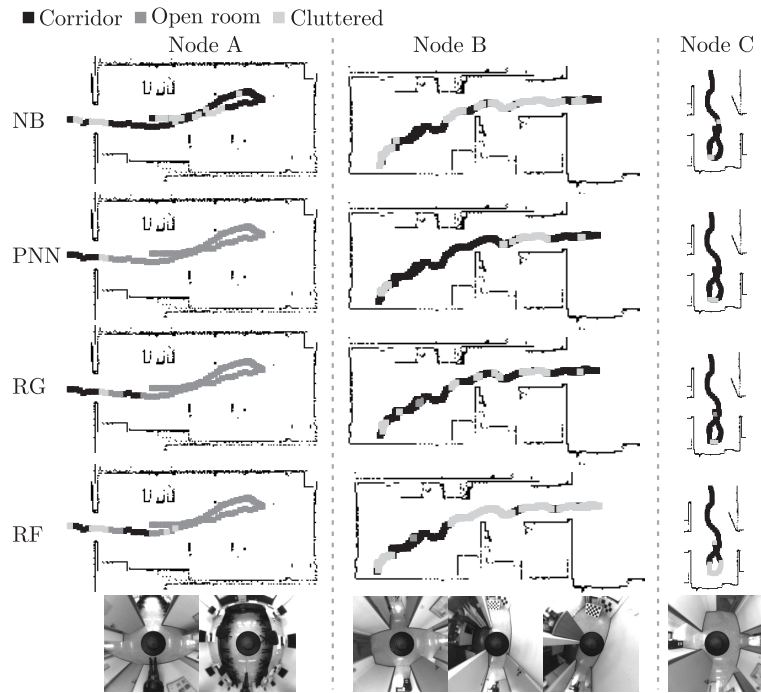 Corridor Open room Cluttered
Node A Node B Node C
NB
PNN
RG
RF